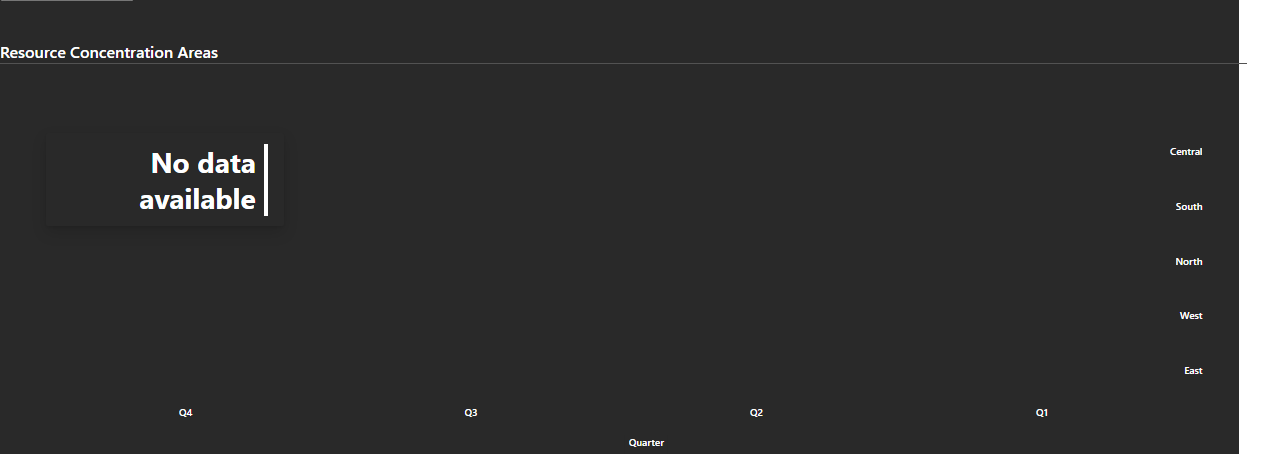 Resource Concentration Areas
No data
available
Central
South
North
West
East
Q4 Q3 Q2 Q1
Quarter